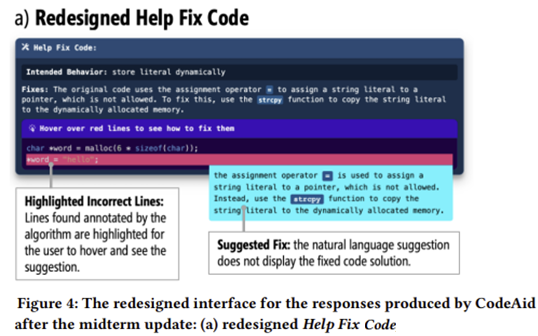 a) Redesigned Help Fix Code
Help Fix Code:
Intended Behavior: store literal dynamically
Fixes: The original code uses the assignment operator = to assign a string literal to a
pointer, which is not allowed. To fix this, use the strcpy function to copy the string literal
to the dynamically allocated memory.
Hover over red lines to see how to fix them
char *word = malloc(6 * sizeof(char));
*word = "hello";
the assignment operator = is used to assign a
string literal to a pointer, which is not allowed.
Instead, use the strcpy function to copy the
string literal to the dynamically allocated memory.
Highlighted Incorrect Lines:
Lines found annotated by the
algorithm are highlighted for
the user to hover and see the
suggestion.
Suggested Fix: the natural language suggestion
does not display the fixed code solution.
Figure 4: The redesigned interface for the responses produced by CodeAid
after the midterm update: (a) redesigned Help Fix Code